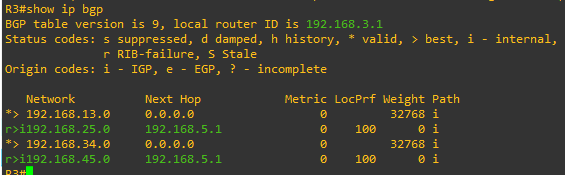 R3#show ip bgp
BGP table version is 9, local router ID is 192.168.3.1
Status codes: s suppressed, d damped, h history, * valid, > best, i - internal,
              r RIB-failure, S Stale
Origin codes: i - IGP, e - EGP, ? - incomplete
   Network          Next Hop            Metric LocPrf Weight Path
*> 192.168.13.0     0.0.0.0                  0         32768 i
r>i192.168.25.0     192.168.5.1              0    100      0 i
*> 192.168.34.0     0.0.0.0                  0         32768 i
r>i192.168.45.0     192.168.5.1              0    100      0 i
R3#